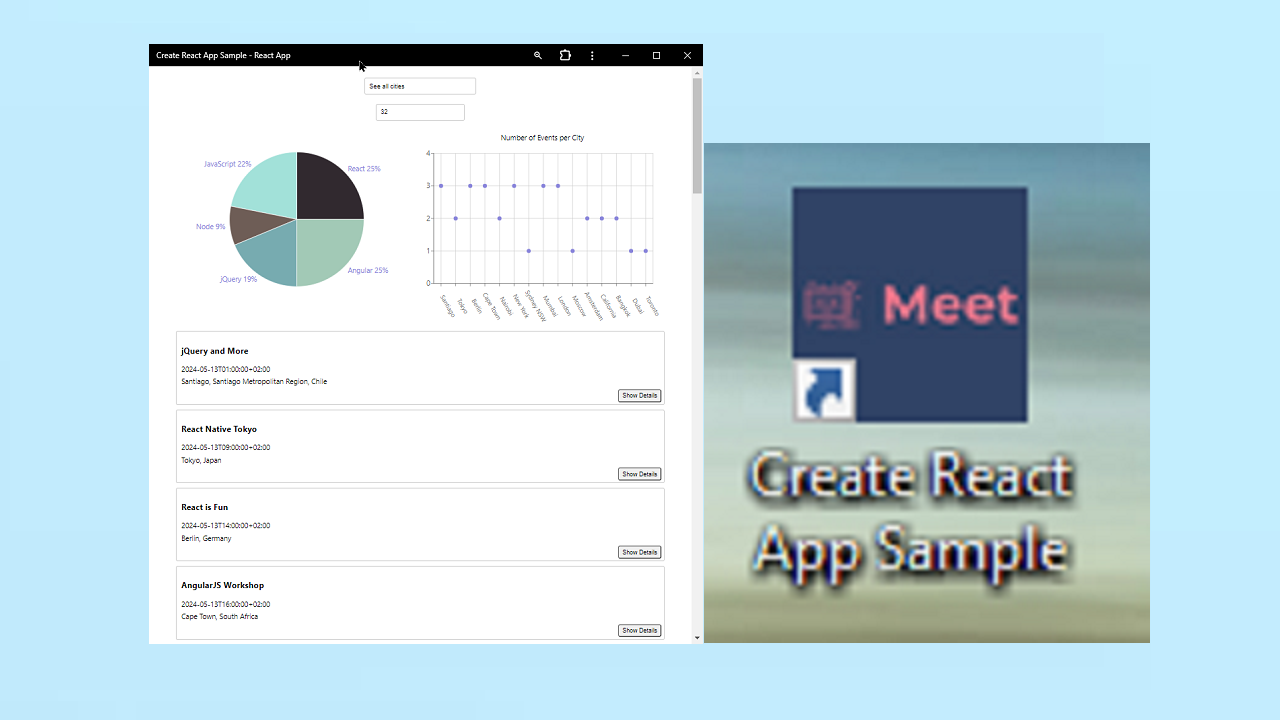 Create React App Sample - React App
See all cities
32
JavaScript 22%
React 25%
Node 9%
jQuery 19%
Angular 25%
Number of Events per City
4
3
2
1
0
Santiago
Tokyo
Berlin
Cape Town
Nairobi
New York
Sydney NSW
Mumbai
London
Moscow
Amsterdam
California
Bangkok
Dubai
Toronto
jQuery and More
2024-05-13T01:00:00+02:00
Santiago, Santiago Metropolitan Region, Chile
Show Details
React Native Tokyo
2024-05-13T09:00:00+02:00
Tokyo, Japan
Show Details
React is Fun
2024-05-13T14:00:00+02:00
Berlin, Germany
Show Details
AngularJS Workshop
2024-05-13T16:00:00+02:00
Cape Town, South Africa
Show Details
Meet
Create React
App Sample